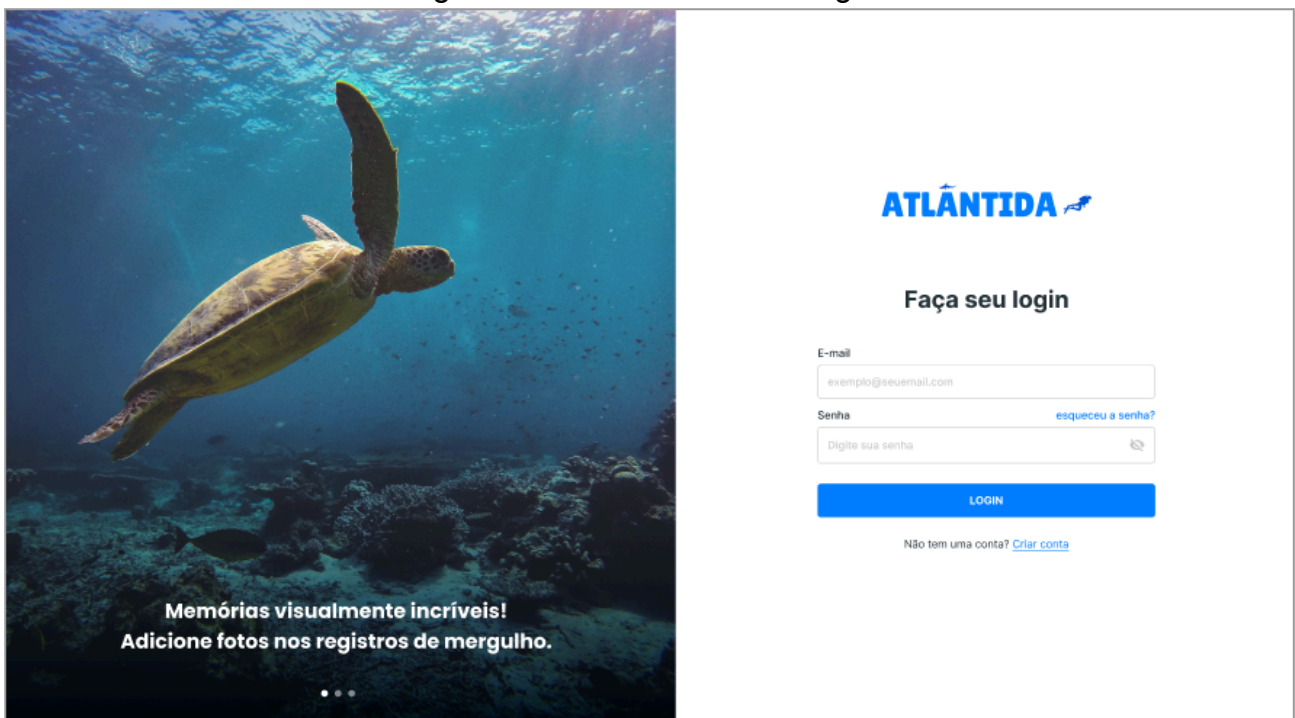 Memórias visualmente incríveis!
Adicione fotos nos registros de mergulho.
ATLÂNTIDA
Faça seu login
E-mail
exemplo@seuemail.com
Senha esqueceu a senha?
Digite sua senha
LOGIN
Não tem uma conta? Criar conta